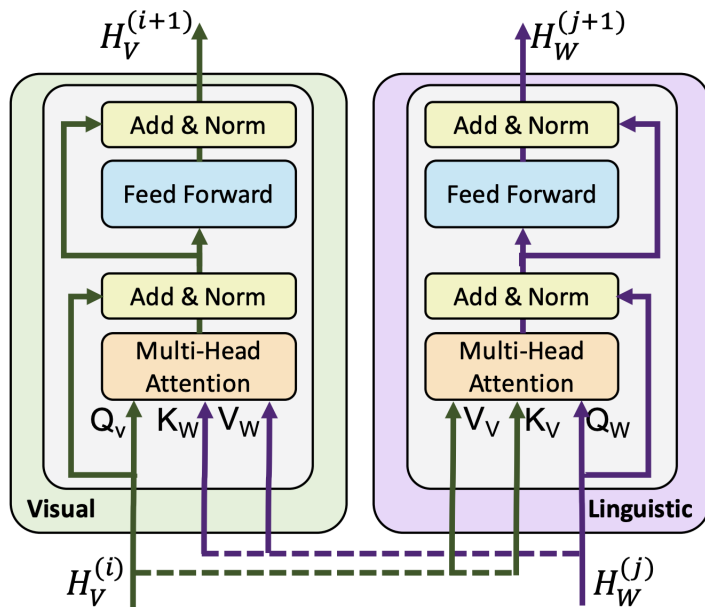 H_V^(i+1)
Add & Norm
Feed Forward
Add & Norm
Multi-Head
Attention
Q_v K_W V_W
Visual
H_V^(i)
H_W^(j+1)
Add & Norm
Feed Forward
Add & Norm
Multi-Head
Attention
V_V K_V Q_W
Linguistic
H_W^(j)